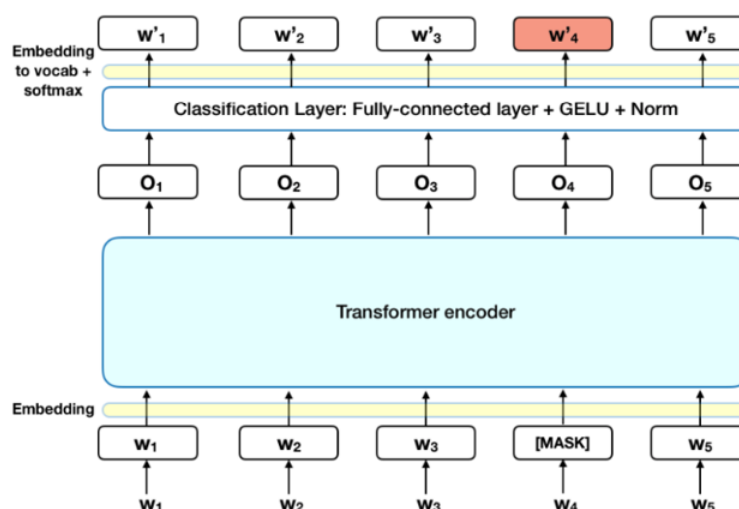 w'₁ w'₂ w'₃ w'₄ w'₅
Embedding
to vocab +
softmax
Classification Layer: Fully-connected layer + GELU + Norm
O₁ O₂ O₃ O₄ O₅
Transformer encoder
Embedding
W₁ W₂ W₃ [MASK] W₅
W₁ W₂ W₃ W₄ W₅